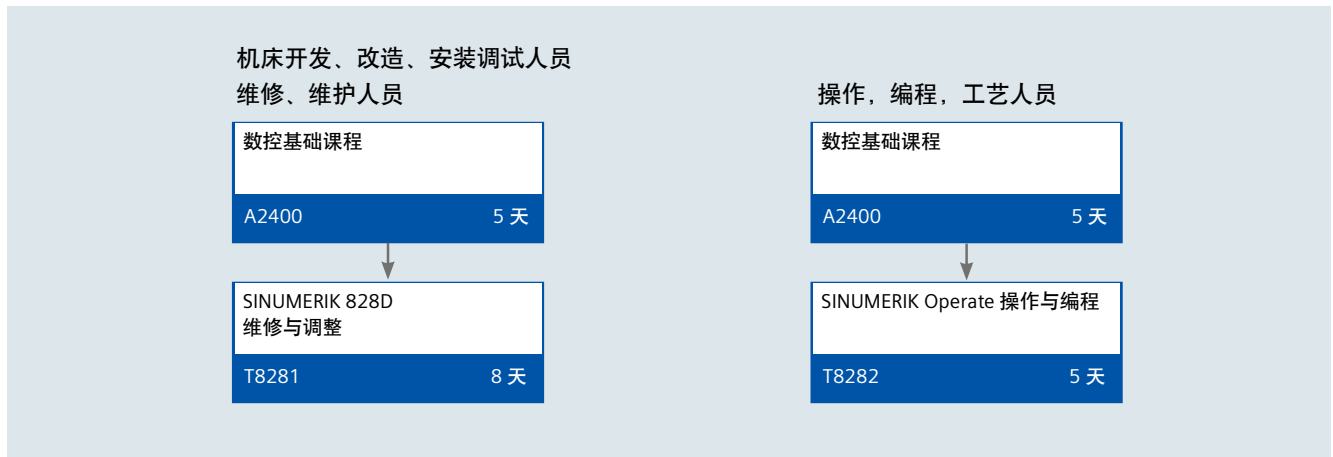 机床开发、改造、安装调试人员
维修、维护人员
数控基础课程
A2400 5 天
SINUMERIK 828D
维修与调整
T8281 8 天
操作，编程，工艺人员
数控基础课程
A2400 5 天
SINUMERIK Operate 操作与编程
T8282 5 天